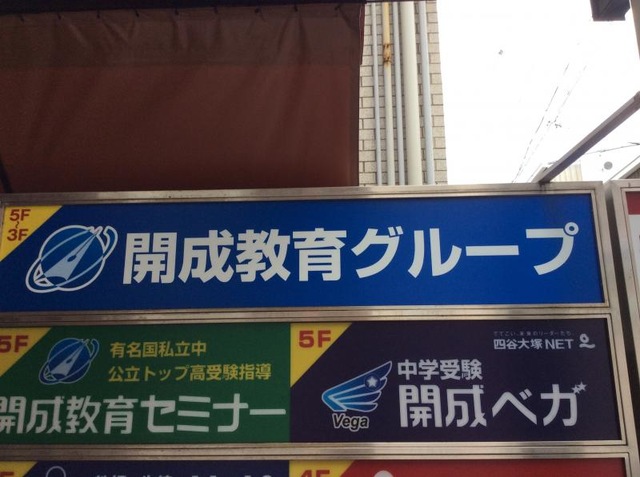 5F
~
3F
開成教育グループ
5F
有名国私立中
公立トップ高受験指導
開成教育セミナー
5F
四谷大塚NET
中学受験
開成ベガ
Vega